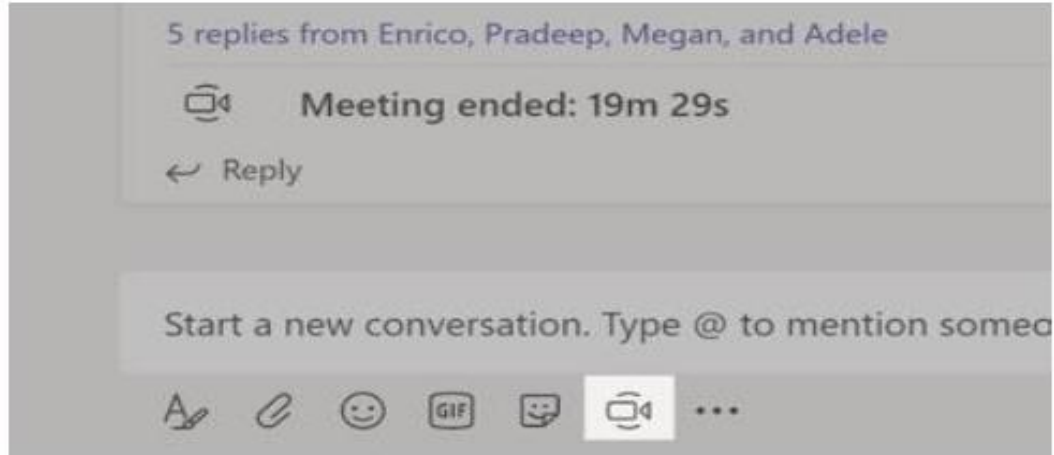 5 replies from Enrico, Pradeep, Megan, and Adele
Meeting ended: 19m 29s
Reply
Start a new conversation. Type @ to mention someo
GIF